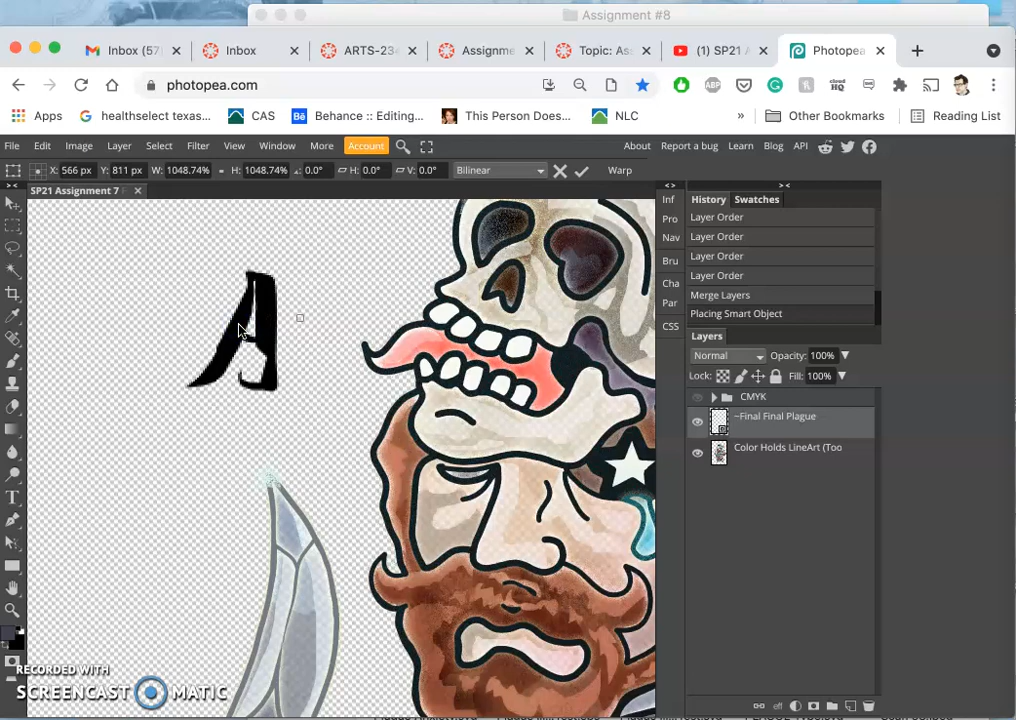 Assignment #8
Inbox (57
Inbox
ARTS-234
Assignme
Topic: Ass
(1) SP21 A
Photopea
photopea.com
Apps
healthselect texas...
CAS
Behance :: Editing...
This Person Does...
NLC
»
Other Bookmarks
Reading List
File Edit Image Layer Select Filter View Window More Account
About Report a bug Learn Blog API
X: 566 px Y: 811 px W: 1048.74% H: 1048.74% 0.0° H: 0.0° V: 0.0° Bilinear Warp
SP21 Assignment 7
A
Inf
Pro
Nav
Bru
Cha
Par
CSS
History Swatches
Layer Order
Layer Order
Layer Order
Layer Order
Merge Layers
Placing Smart Object
Layers
Normal Opacity: 100%
Lock: Fill: 100%
CMYK
~Final Final Plague
Color Holds LineArt (Too
RECORDED WITH
SCREENCAST MATIC